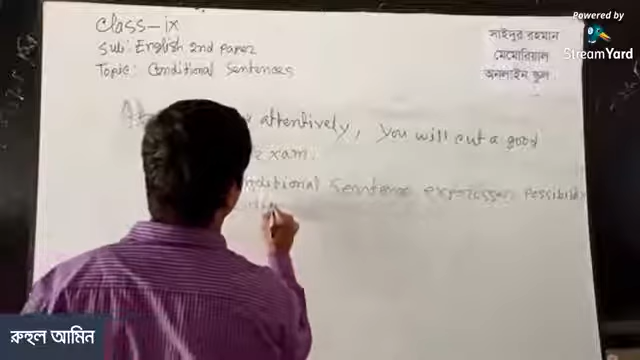 Class-ix
Sub: English 2nd Paper
Topic: Conditional Sentences
attentively, you will cut a good
exam.
conditional sentence expresses possibility
সাইনুর রহমান
মেমোরিয়াল
অনলাইন স্কুল
Powered by
StreamYard
রুহুল আমিন